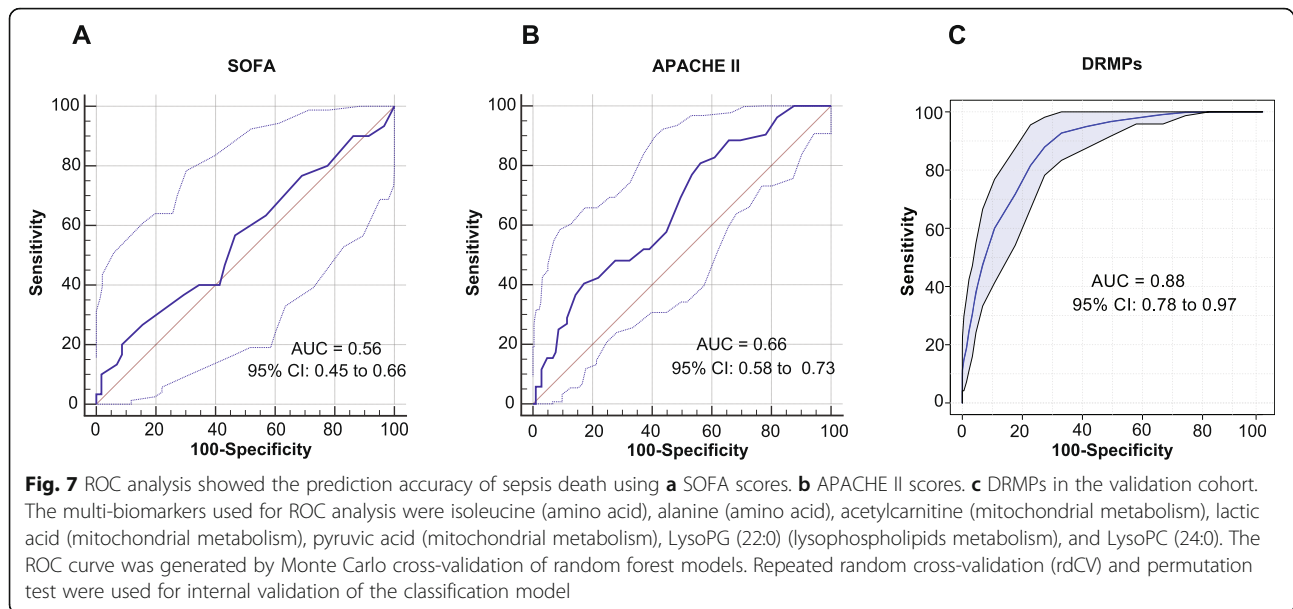 A
SOFA
Sensitivity
100
80
60
40
20
0
0 20 40 60 80 100
100-Specificity
AUC = 0.56
95% CI: 0.45 to 0.66
B
APACHE II
Sensitivity
100
80
60
40
20
0
0 20 40 60 80 100
100-Specificity
AUC = 0.66
95% CI: 0.58 to 0.73
C
DRMPs
Sensitivity
100
80
60
40
20
0
0 20 40 60 80 100
100-Specificity
AUC = 0.88
95% CI: 0.78 to 0.97
Fig. 7 ROC analysis showed the prediction accuracy of sepsis death using a SOFA scores. b APACHE II scores. c DRMPs in the validation cohort.
The multi-biomarkers used for ROC analysis were isoleucine (amino acid), alanine (amino acid), acetylcarnitine (mitochondrial metabolism), lactic
acid (mitochondrial metabolism), pyruvic acid (mitochondrial metabolism), LysoPG (22:0) (lysophospholipids metabolism), and LysoPC (24:0). The
ROC curve was generated by Monte Carlo cross-validation of random forest models. Repeated random cross-validation (rdCV) and permutation
test were used for internal validation of the classification model